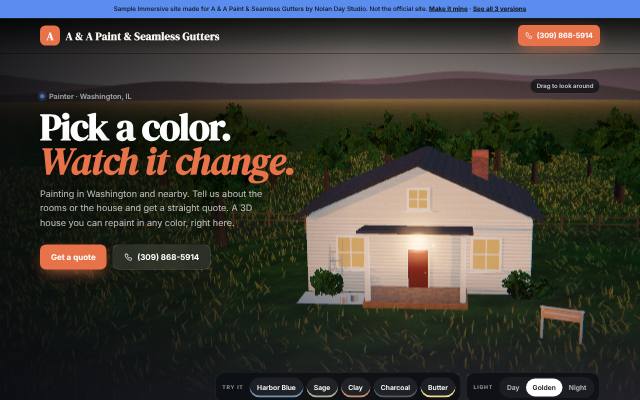 Sample Immersive site made for A & A Paint & Seamless Gutters by Nolan Day Studio. Not the official site. Make it mine · See all 3 versions
A A & A Paint & Seamless Gutters
(309) 868-5914
Drag to look around
Painter · Washington, IL
Pick a color.
Watch it change.
Painting in Washington and nearby. Tell us about the
rooms or the house and get a straight quote. A 3D
house you can repaint in any color, right here.
Get a quote
(309) 868-5914
TRY IT Harbor Blue Sage Clay Charcoal Butter
LIGHT Day Golden Night